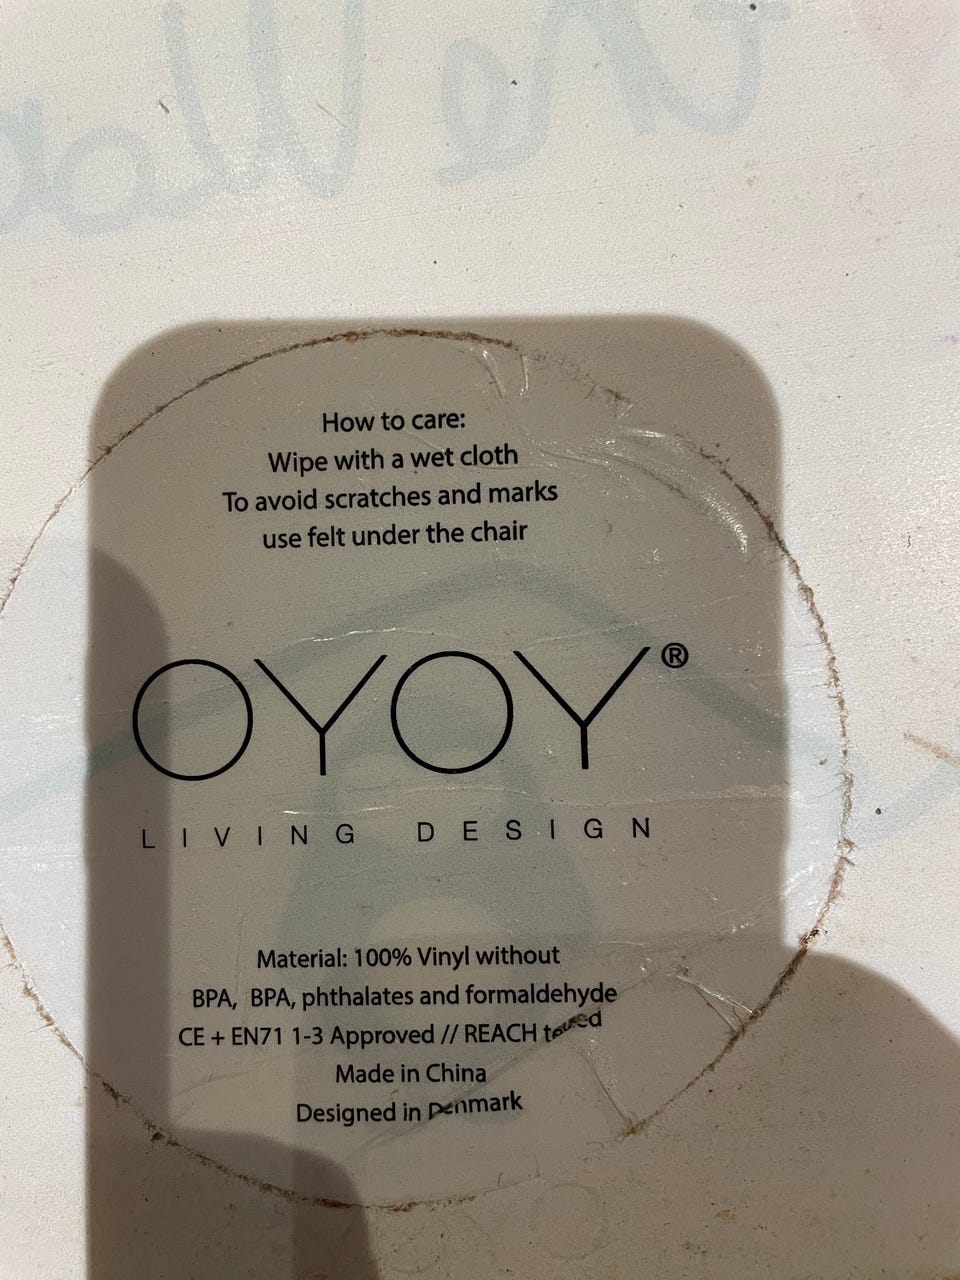 How to care:
Wipe with a wet cloth
To avoid scratches and marks
use felt under the chair
OYOY®
LIVING DESIGN
Material: 100% Vinyl without
BPA, BPA, phthalates and formaldehyde
CE + EN71 1-3 Approved // REACH tested
Made in China
Designed in Denmark